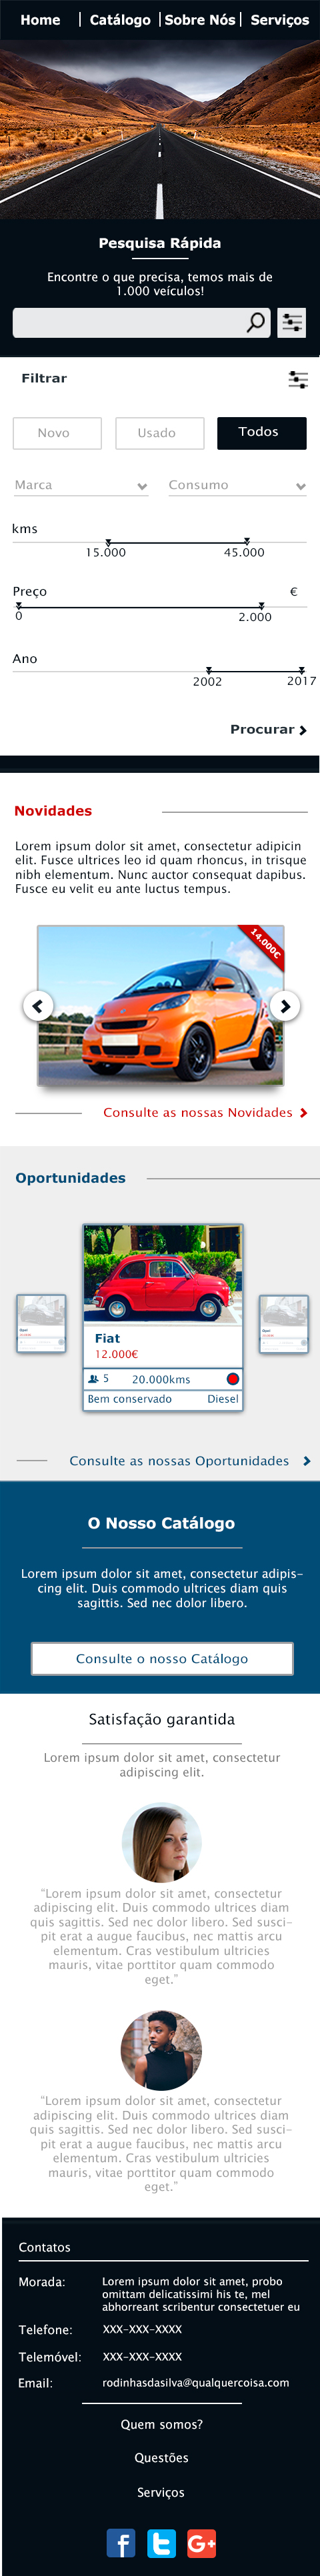 Home | Catálogo | Sobre Nós | Serviços
Pesquisa Rápida
Encontre o que precisa, temos mais de
1.000 veículos!
Filtrar
Novo Usado Todos
Marca Consumo
kms
15.000 45.000
Preço €
0 2.000
Ano
2002 2017
Procurar
Novidades
Lorem ipsum dolor sit amet, consectetur adipicin
elit. Fusce ultrices leo id quam rhoncus, in trisque
nibh elementum. Nunc auctor consequat dapibus.
Fusce eu velit eu ante luctus tempus.
14.000€
Consulte as nossas Novidades
Oportunidades
Fiat
12.000€
5 20.000kms
Bem conservado Diesel
Consulte as nossas Oportunidades
O Nosso Catálogo
Lorem ipsum dolor sit amet, consectetur adipis-
cing elit. Duis commodo ultrices diam quis
sagittis. Sed nec dolor libero.
Consulte o nosso Catálogo
Satisfação garantida
Lorem ipsum dolor sit amet, consectetur
adipiscing elit.
"Lorem ipsum dolor sit amet, consectetur
adipiscing elit. Duis commodo ultrices diam
quis sagittis. Sed nec dolor libero. Sed susci-
pit erat a augue faucibus, nec mattis arcu
elementum. Cras vestibulum ultricies
mauris, vitae porttitor quam commodo
eget."
"Lorem ipsum dolor sit amet, consectetur
adipiscing elit. Duis commodo ultrices diam
quis sagittis. Sed nec dolor libero. Sed susci-
pit erat a augue faucibus, nec mattis arcu
elementum. Cras vestibulum ultricies
mauris, vitae porttitor quam commodo
eget."
Contatos
Morada: Lorem ipsum dolor sit amet, probo
omittam delicatissimi his te, mel
abhorreant scribentur consectetuer eu
Telefone: XXX-XXX-XXXX
Telemóvel: XXX-XXX-XXXX
Email: rodinhasdasilva@qualquercoisa.com
Quem somos?
Questões
Serviços
f t G+